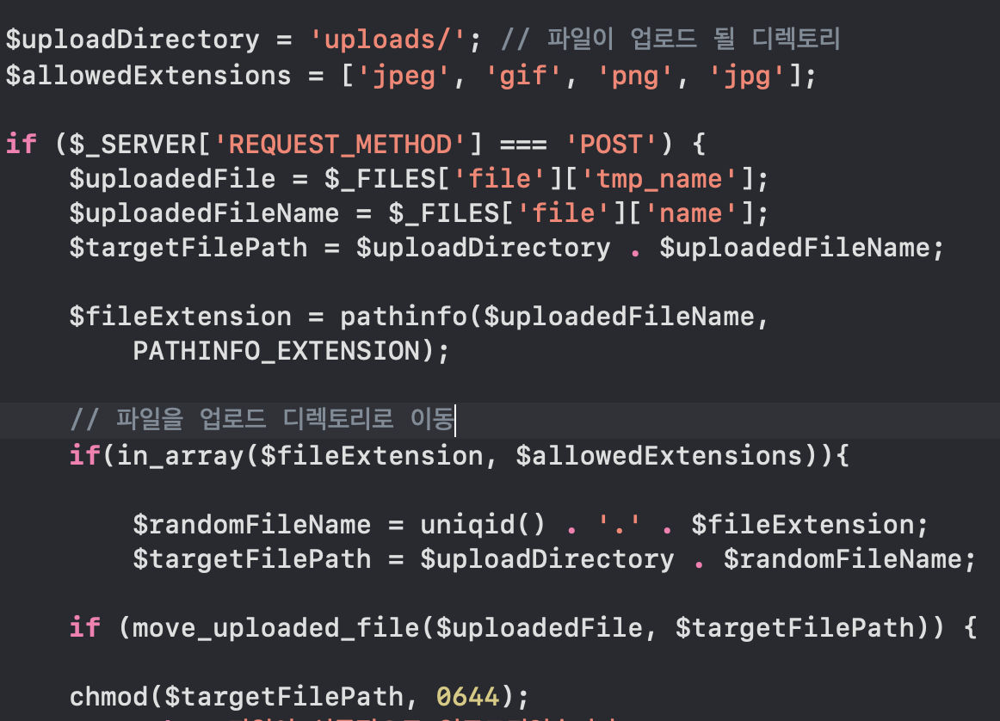 $uploadDirectory = 'uploads/'; // 파일이 업로드 될 디렉토리
$allowedExtensions = ['jpeg', 'gif', 'png', 'jpg'];
if ($_SERVER['REQUEST_METHOD'] === 'POST') {
$uploadedFile = $_FILES['file']['tmp_name'];
$uploadedFileName = $_FILES['file']['name'];
$targetFilePath = $uploadDirectory . $uploadedFileName;
$fileExtension = pathinfo($uploadedFileName,
PATHINFO_EXTENSION);
// 파일을 업로드 디렉토리로 이동
if(in_array($fileExtension, $allowedExtensions)){
$randomFileName = uniqid() . '.' . $fileExtension;
$targetFilePath = $uploadDirectory . $randomFileName;
if (move_uploaded_file($uploadedFile, $targetFilePath)) {
chmod($targetFilePath, 0644);